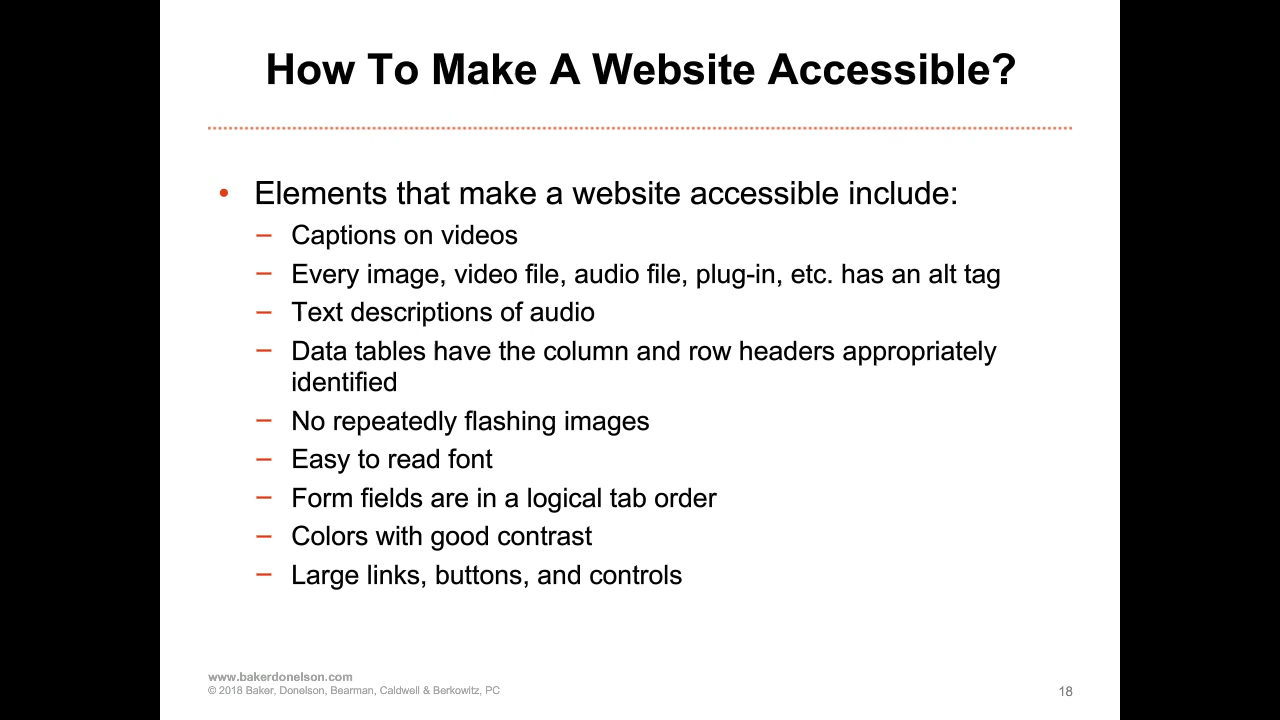 How To Make A Website Accessible?
• Elements that make a website accessible include:
– Captions on videos
– Every image, video file, audio file, plug-in, etc. has an alt tag
– Text descriptions of audio
– Data tables have the column and row headers appropriately
identified
– No repeatedly flashing images
– Easy to read font
– Form fields are in a logical tab order
– Colors with good contrast
– Large links, buttons, and controls
www.bakerdonelson.com
© 2018 Baker, Donelson, Bearman, Caldwell & Berkowitz, PC
18